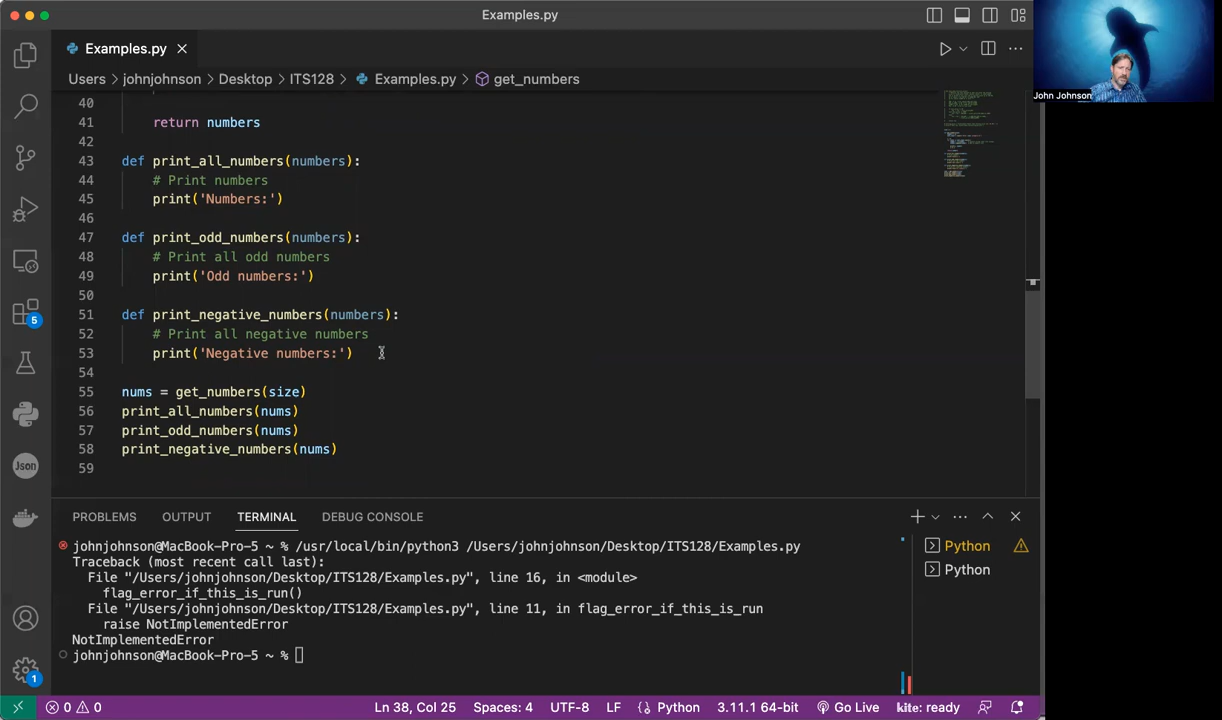 Examples.py
Examples.py
Users > johnjohnson > Desktop > ITS128 > Examples.py > get_numbers
John Johnson
40
41 return numbers
42
43 def print_all_numbers(numbers):
44 # Print numbers
45 print('Numbers:')
46
47 def print_odd_numbers(numbers):
48 # Print all odd numbers
49 print('Odd numbers:')
50
51 def print_negative_numbers(numbers):
52 # Print all negative numbers
53 print('Negative numbers:')
54
55 nums = get_numbers(size)
56 print_all_numbers(nums)
57 print_odd_numbers(nums)
58 print_negative_numbers(nums)
59
5
Json
1
PROBLEMS OUTPUT TERMINAL DEBUG CONSOLE
johnjohnson@MacBook-Pro-5 ~ % /usr/local/bin/python3 /Users/johnjohnson/Desktop/ITS128/Examples.py
Traceback (most recent call last):
File "/Users/johnjohnson/Desktop/ITS128/Examples.py", line 16, in <module>
flag_error_if_this_is_run()
File "/Users/johnjohnson/Desktop/ITS128/Examples.py", line 11, in flag_error_if_this_is_run
raise NotImplementedError
NotImplementedError
johnjohnson@MacBook-Pro-5 ~ %
Python
Python
0 0 Ln 38, Col 25 Spaces: 4 UTF-8 LF Python 3.11.1 64-bit Go Live kite: ready